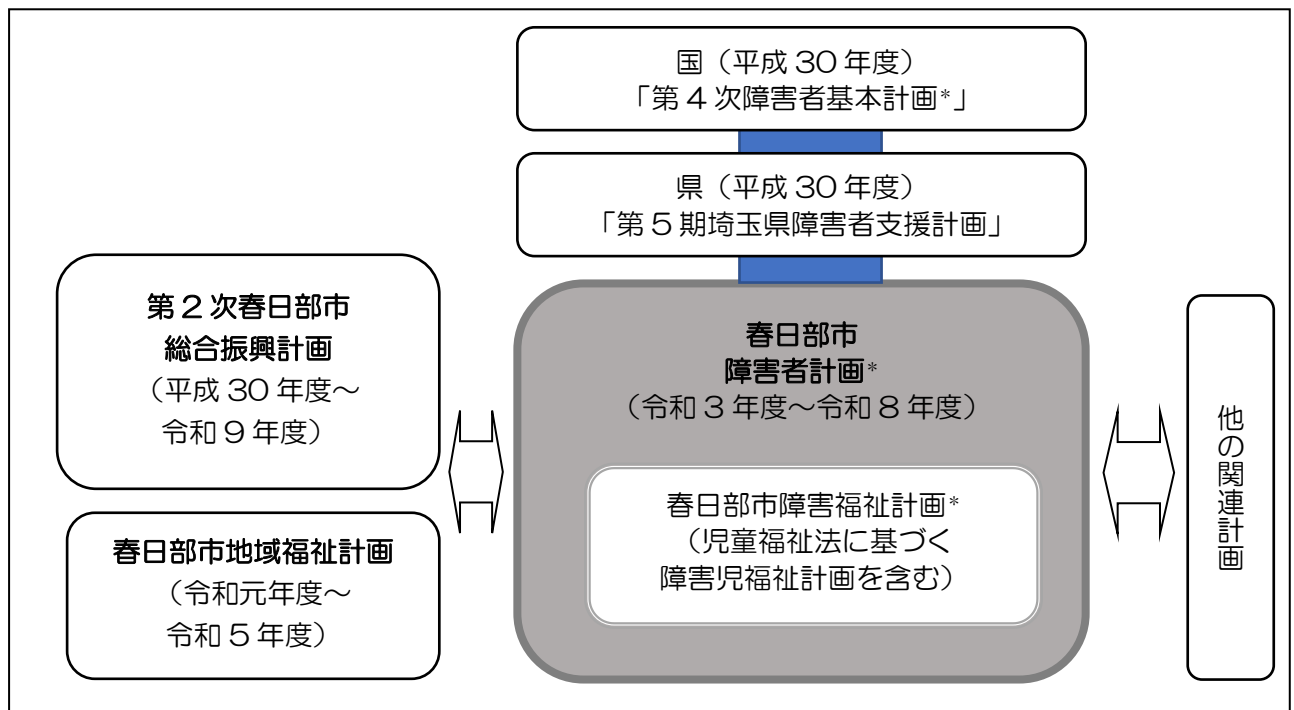 国（平成 30 年度）
「第 4 次障害者基本計画*」
県（平成 30 年度）
「第 5 期埼玉県障害者支援計画」
第 2 次春日部市
総合振興計画
（平成 30 年度～
令和 9 年度）
春日部市地域福祉計画
（令和元年度～
令和 5 年度）
春日部市
障害者計画*
（令和 3 年度～令和 8 年度）
春日部市障害福祉計画*
（児童福祉法に基づく
障害児福祉計画を含む）
他の関連計画